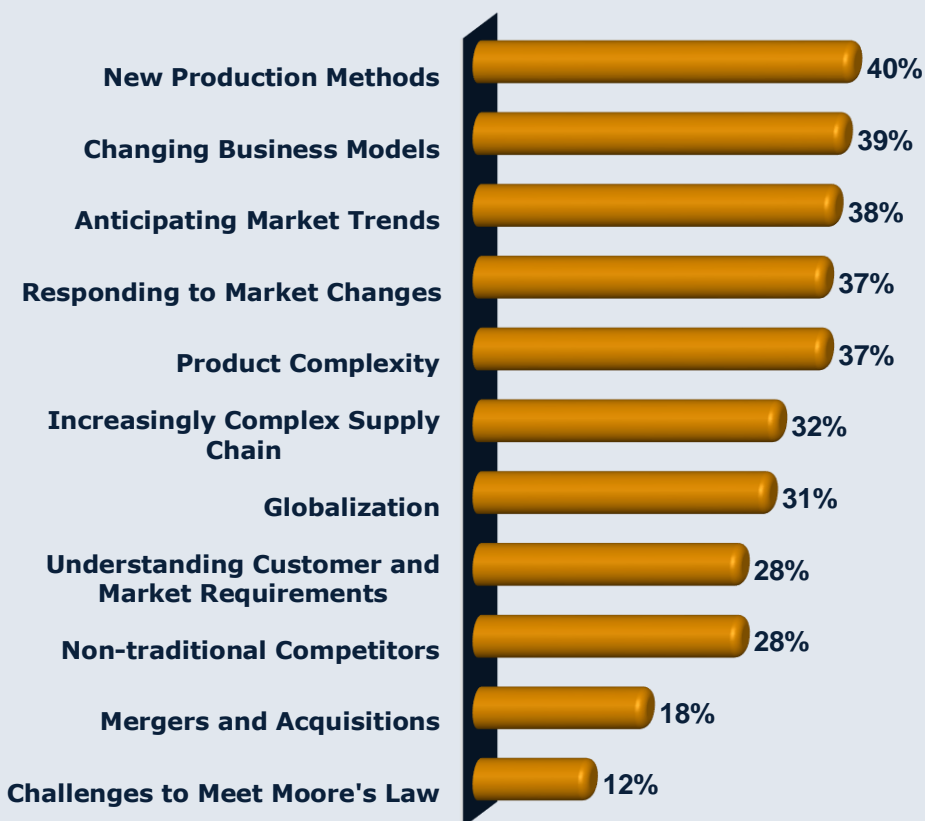 New Production Methods 40%
Changing Business Models 39%
Anticipating Market Trends 38%
Responding to Market Changes 37%
Product Complexity 37%
Increasingly Complex Supply
Chain 32%
Globalization 31%
Understanding Customer and
Market Requirements 28%
Non-traditional Competitors 28%
Mergers and Acquisitions 18%
Challenges to Meet Moore's Law 12%